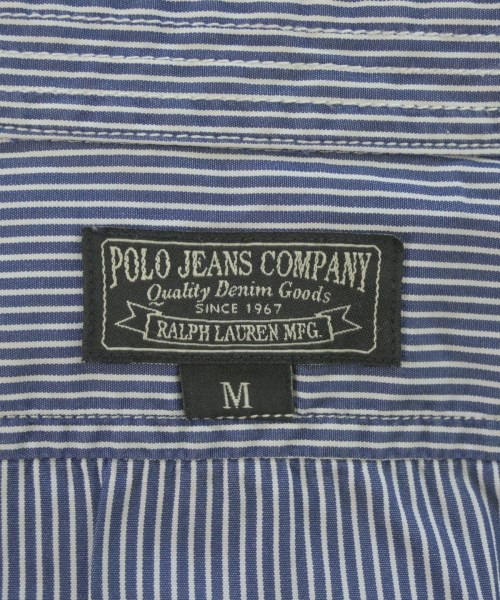 POLO JEANS COMPANY
Quality Denim Goods
SINCE 1967
RALPH LAUREN MFG.
M